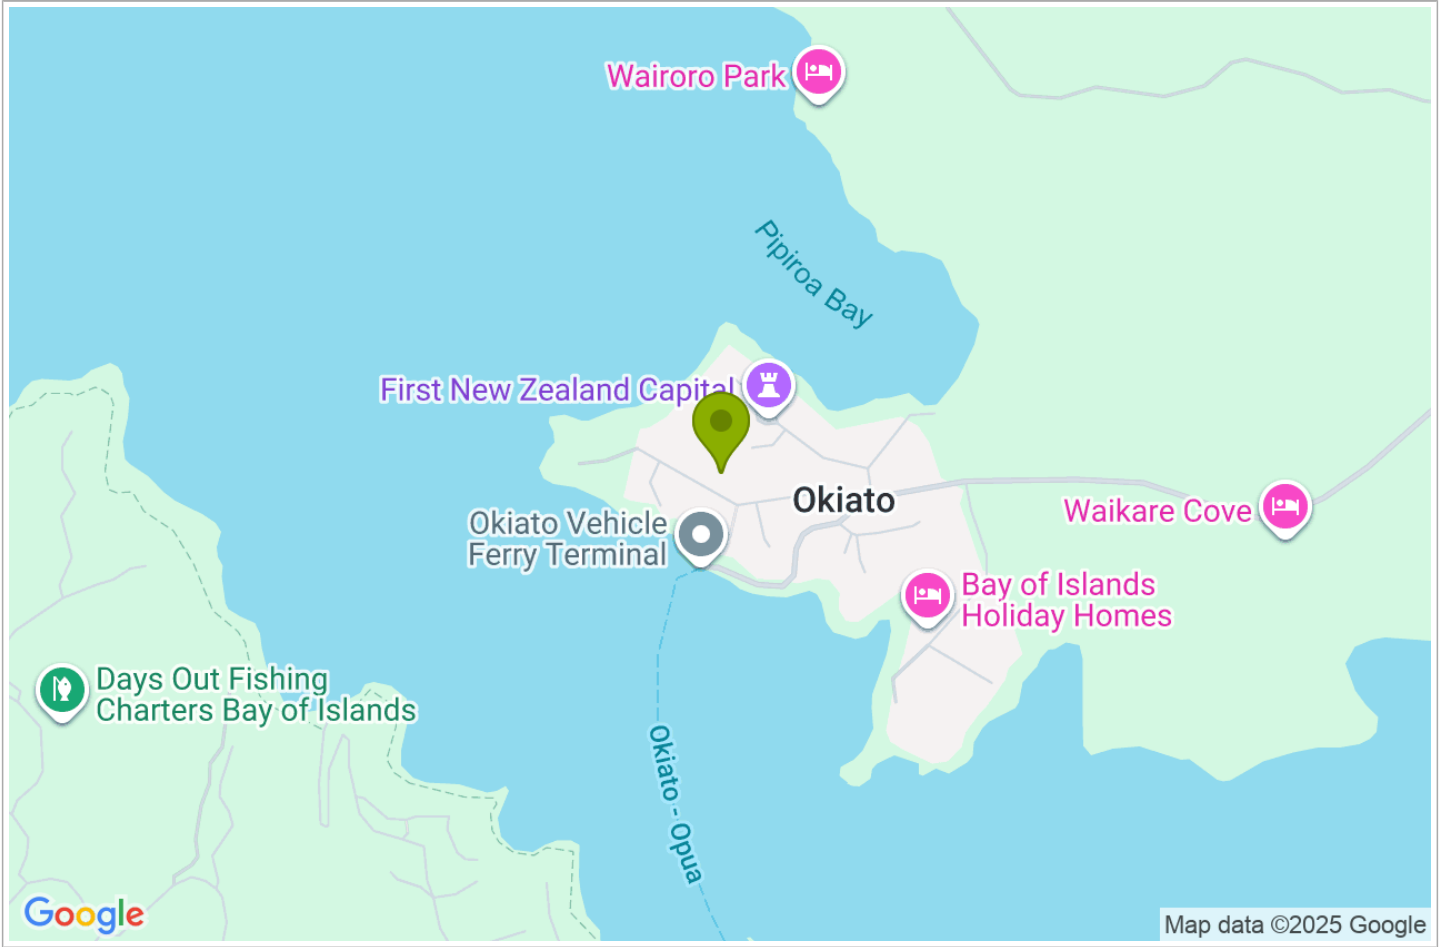 Wairoro Park
Pipiroa Bay
First New Zealand Capital
Okiato
Okiato Vehicle
Ferry Terminal
Waikare Cove
Bay of Islands
Holiday Homes
Days Out Fishing
Charters Bay of Islands
Okiato - Opua
Google
Map data ©2025 Google